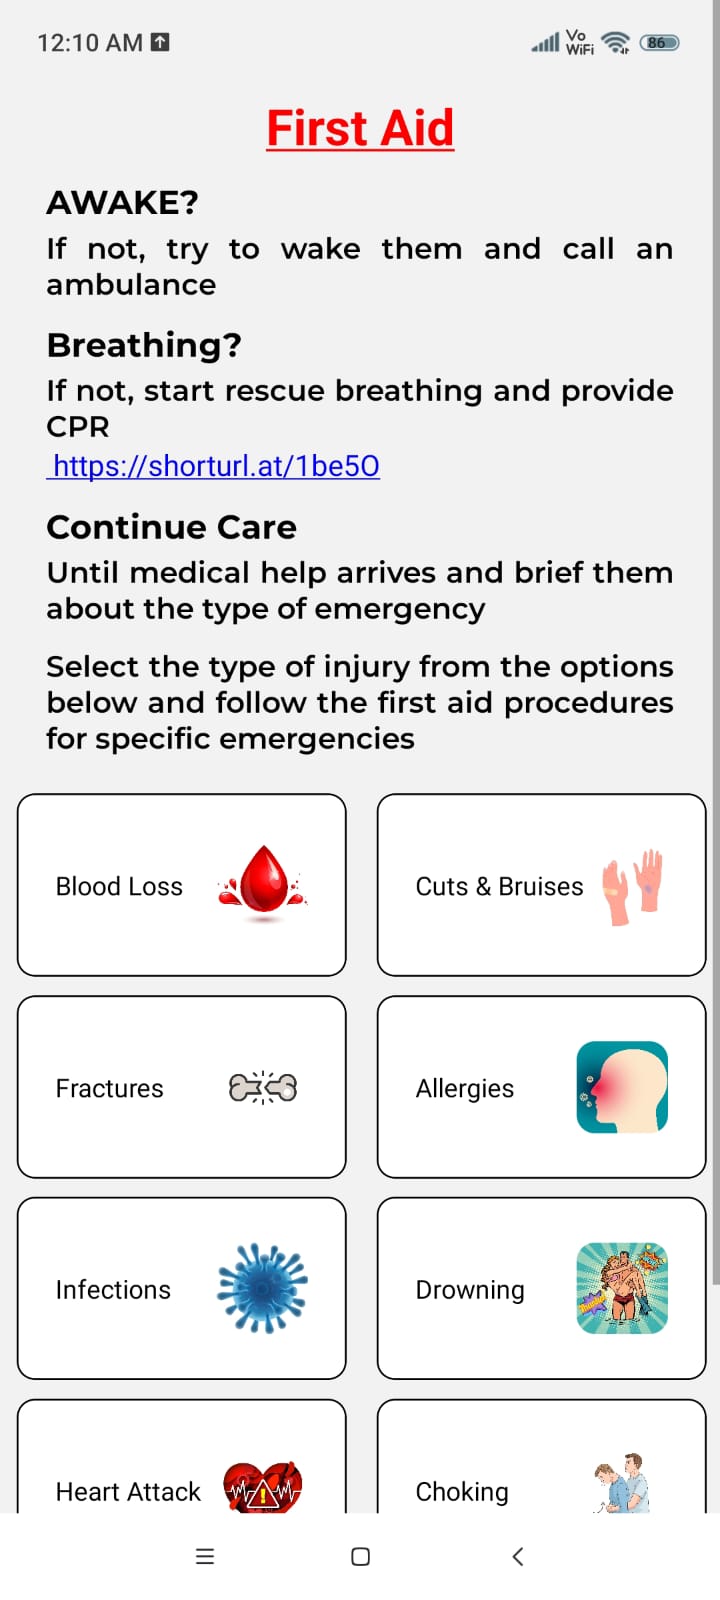 12:10 AM
Vo
WiFi
86
First Aid
AWAKE?
If not, try to wake them and call an
ambulance
Breathing?
If not, start rescue breathing and provide
CPR
https://shorturl.at/1be5O
Continue Care
Until medical help arrives and brief them
about the type of emergency
Select the type of injury from the options
below and follow the first aid procedures
for specific emergencies
Blood Loss
Cuts & Bruises
Fractures
Allergies
Infections
Drowning
Heart Attack
Choking